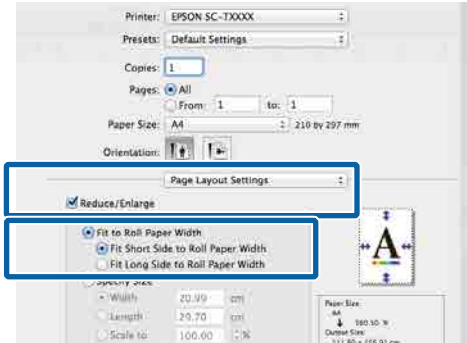 Printer: EPSON SC-TXXXX
Presets: Default Settings
Copies: 1
Pages: All
From: 1 to: 1
Paper Size: A4 210 by 297 mm
Orientation:
Page Layout Settings
Reduce/Enlarge
Fit to Roll Paper Width
Fit Short Side to Roll Paper Width
Fit Long Side to Roll Paper Width
Specify Size
Width 20.99 cm
Length 29.70 cm
Scale to 100.00 %
A
Paper Size:
A4
Output Size: